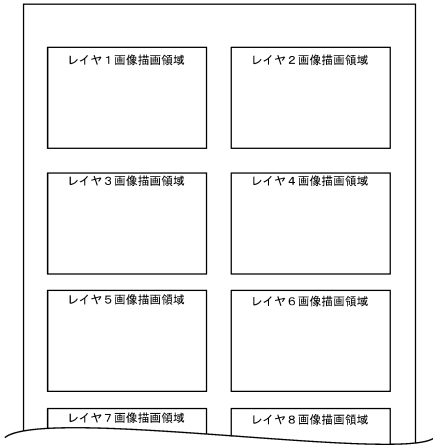 レイヤ１画像描画領域
レイヤ２画像描画領域
レイヤ３画像描画領域
レイヤ４画像描画領域
レイヤ５画像描画領域
レイヤ６画像描画領域
レイヤ７画像描画領域
レイヤ８画像描画領域